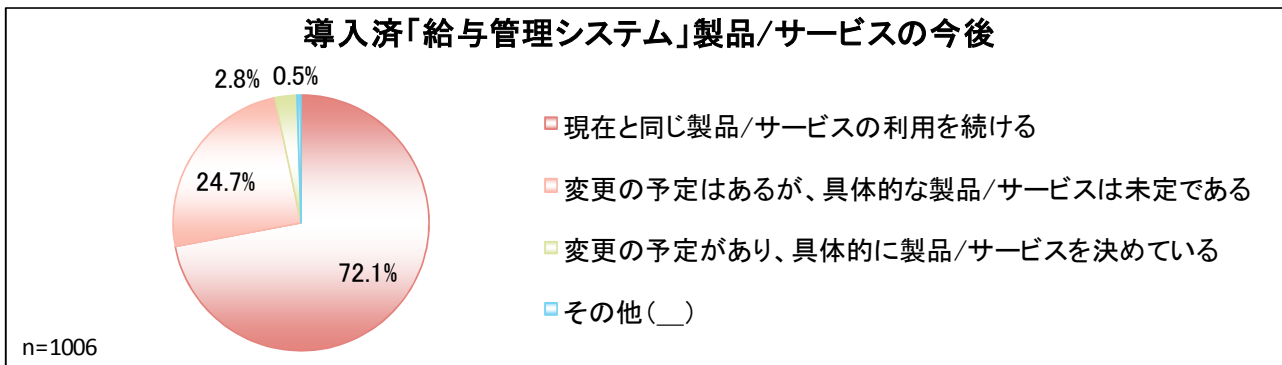 導入済「給与管理システム」製品/サービスの今後
2.8% 0.5%
24.7%
72.1%
現在と同じ製品/サービスの利用を続ける
変更の予定はあるが、具体的な製品/サービスは未定である
変更の予定があり、具体的に製品/サービスを決めている
その他(__)
n=1006